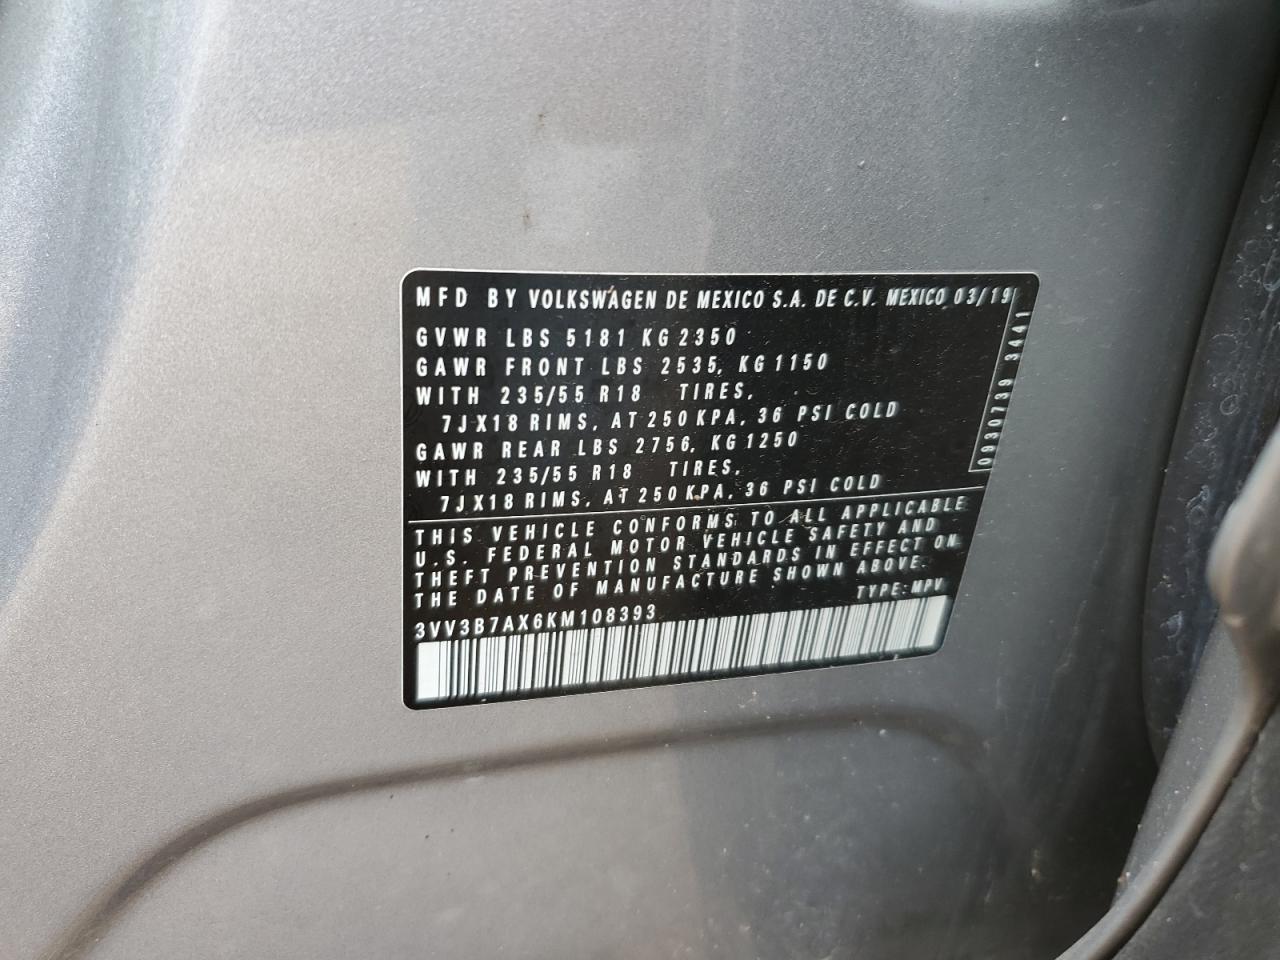 MFD BY VOLKSWAGEN DE MEXICO S.A. DE C.V. MEXICO 03/19
GVWR LBS 5181 KG 2350
GAWR FRONT LBS 2535, KG 1150
WITH 235/55 R18 TIRES,
7JX18 RIMS, AT 250 KPA, 36 PSI COLD
GAWR REAR LBS 2756, KG 1250
WITH 235/55 R18 TIRES,
7JX18 RIMS, AT 250 KPA, 36 PSI COLD
0930739 3441
THIS VEHICLE CONFORMS TO ALL APPLICABLE
U.S. FEDERAL MOTOR VEHICLE SAFETY AND
THEFT PREVENTION STANDARDS IN EFFECT ON
THE DATE OF MANUFACTURE SHOWN ABOVE.
TYPE: MPV
3VV3B7AX6KM108393